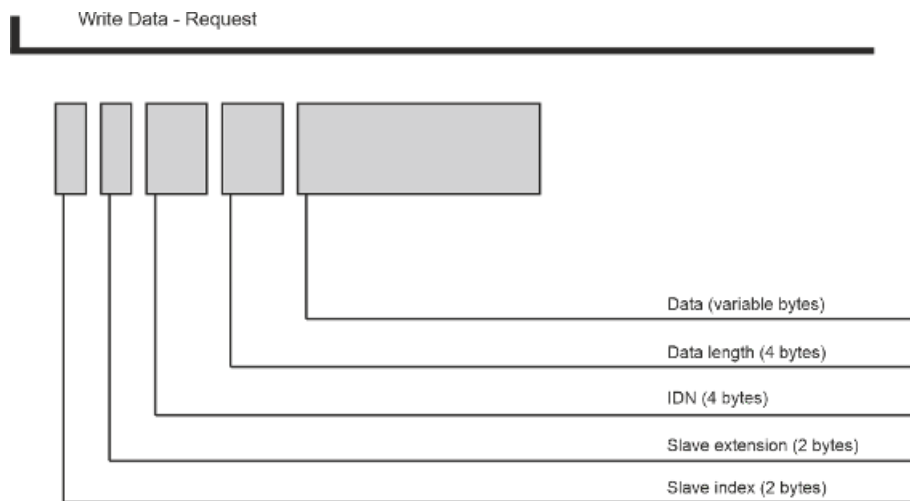 Write Data - Request
Data (variable bytes)
Data length (4 bytes)
IDN (4 bytes)
Slave extension (2 bytes)
Slave index (2 bytes)